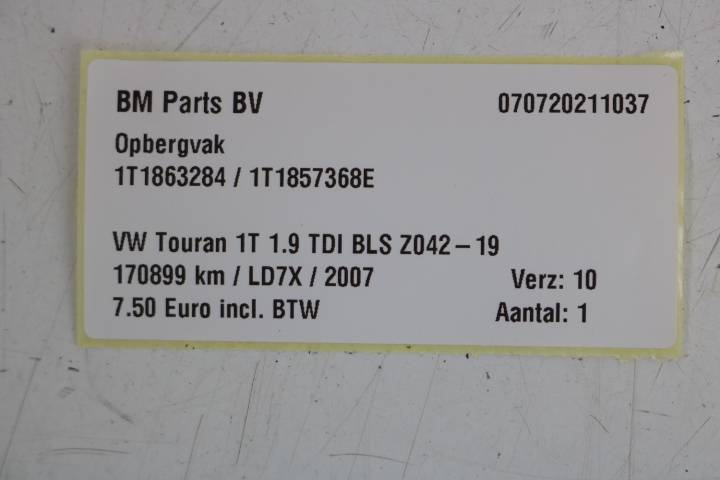 BM Parts BV 070720211037
Opbergvak
1T1863284 / 1T1857368E
VW Touran 1T 1.9 TDI BLS Z042-19
170899 km / LD7X / 2007 Verz: 10
7.50 Euro incl. BTW Aantal: 1